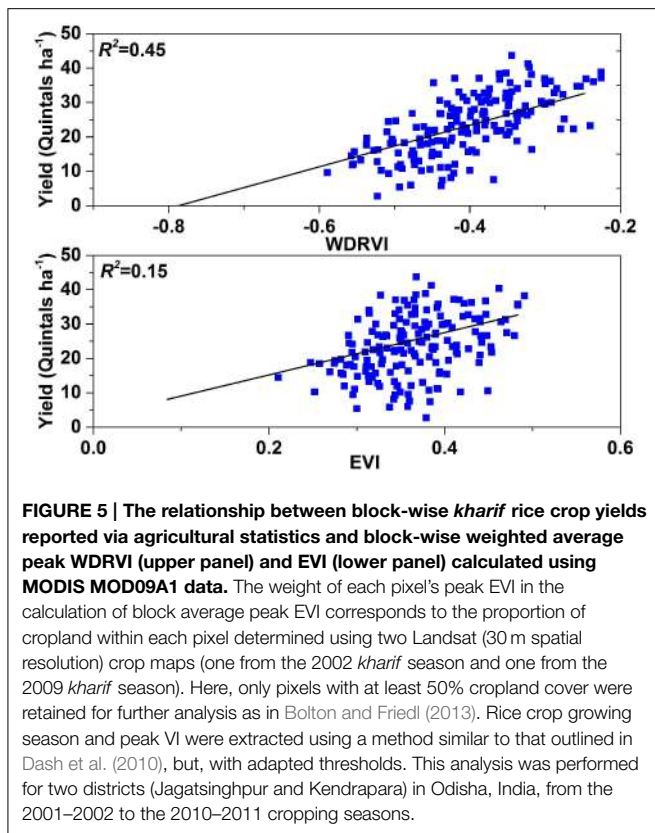 R²=0.45
Yield (Quintals ha⁻¹)
50
40
30
20
10
0
-0.8
-0.6
-0.4
-0.2
WDRVI
R²=0.15
Yield (Quintals ha⁻¹)
50
40
30
20
10
0
0.0
0.2
0.4
0.6
EVI
FIGURE 5 | The relationship between block-wise kharif rice crop yields
reported via agricultural statistics and block-wise weighted average
peak WDRVI (upper panel) and EVI (lower panel) calculated using
MODIS MOD09A1 data. The weight of each pixel's peak EVI in the
calculation of block average peak EVI corresponds to the proportion of
cropland within each pixel determined using two Landsat (30 m spatial
resolution) crop maps (one from the 2002 kharif season and one from the
2009 kharif season). Here, only pixels with at least 50% cropland cover were
retained for further analysis as in Bolton and Friedl (2013). Rice crop growing
season and peak VI were extracted using a method similar to that outlined in
Dash et al. (2010), but, with adapted thresholds. This analysis was performed
for two districts (Jagatsinghpur and Kendrapara) in Odisha, India, from the
2001–2002 to the 2010–2011 cropping seasons.